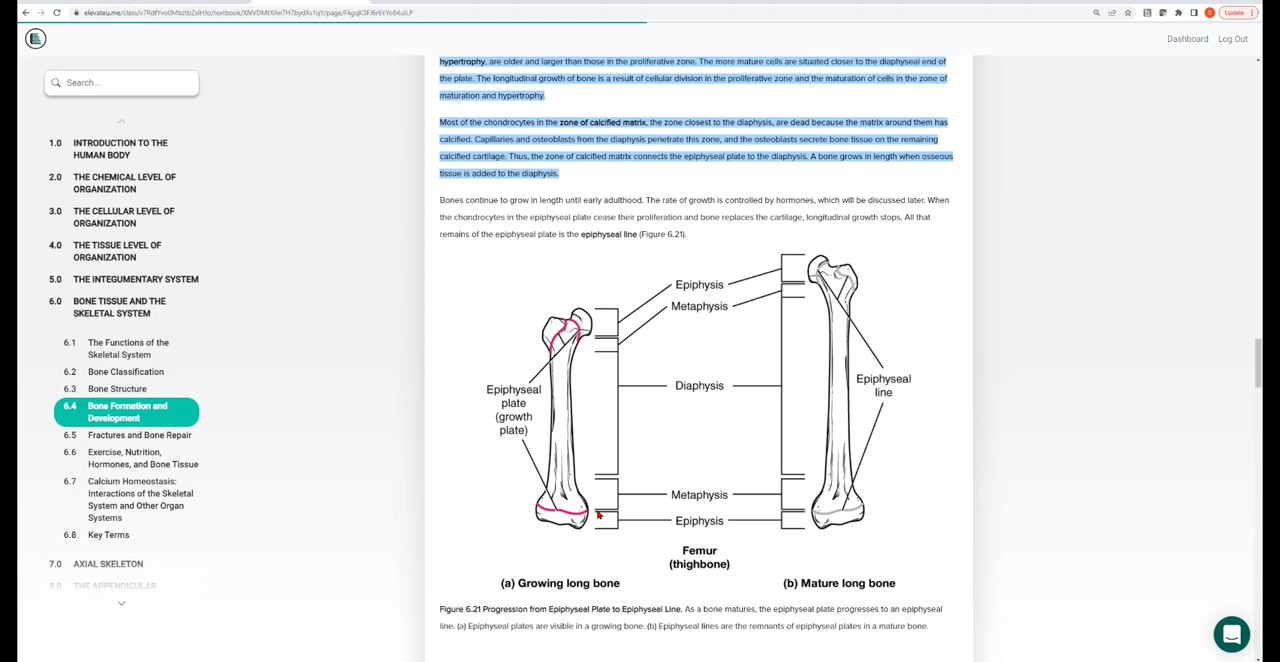 elevateu.me/class/v7RdfYvo0MbztbZslHJo/textbook/XNVDMtXAn7H7bydXs1qY/page/FkgqK3FJ6r6YYo84uILP
Update
Dashboard
Log Out
Search...
1.0 INTRODUCTION TO THE
HUMAN BODY
2.0 THE CHEMICAL LEVEL OF
ORGANIZATION
3.0 THE CELLULAR LEVEL OF
ORGANIZATION
4.0 THE TISSUE LEVEL OF
ORGANIZATION
5.0 THE INTEGUMENTARY SYSTEM
6.0 BONE TISSUE AND THE
SKELETAL SYSTEM
6.1 The Functions of the
Skeletal System
6.2 Bone Classification
6.3 Bone Structure
6.4 Bone Formation and
Development
6.5 Fractures and Bone Repair
6.6 Exercise, Nutrition,
Hormones, and Bone Tissue
6.7 Calcium Homeostasis:
Interactions of the Skeletal
System and Other Organ
Systems
6.8 Key Terms
7.0 AXIAL SKELETON
8.0 THE APPENDICULAR
hypertrophy, are older and larger than those in the proliferative zone. The more mature cells are situated closer to the diaphyseal end of
the plate. The longitudinal growth of bone is a result of cellular division in the proliferative zone and the maturation of cells in the zone of
maturation and hypertrophy.
Most of the chondrocytes in the zone of calcified matrix, the zone closest to the diaphysis, are dead because the matrix around them has
calcified. Capillaries and osteoblasts from the diaphysis penetrate this zone, and the osteoblasts secrete bone tissue on the remaining
calcified cartilage. Thus, the zone of calcified matrix connects the epiphyseal plate to the diaphysis. A bone grows in length when osseous
tissue is added to the diaphysis.
Bones continue to grow in length until early adulthood. The rate of growth is controlled by hormones, which will be discussed later. When
the chondrocytes in the epiphyseal plate cease their proliferation and bone replaces the cartilage, longitudinal growth stops. All that
remains of the epiphyseal plate is the epiphyseal line (Figure 6.21).
Epiphysis
Metaphysis
Diaphysis
Epiphyseal
plate
(growth
plate)
Epiphyseal
line
Metaphysis
Epiphysis
Femur
(thighbone)
(a) Growing long bone
(b) Mature long bone
Figure 6.21 Progression from Epiphyseal Plate to Epiphyseal Line. As a bone matures, the epiphyseal plate progresses to an epiphyseal
line. (a) Epiphyseal plates are visible in a growing bone. (b) Epiphyseal lines are the remnants of epiphyseal plates in a mature bone.